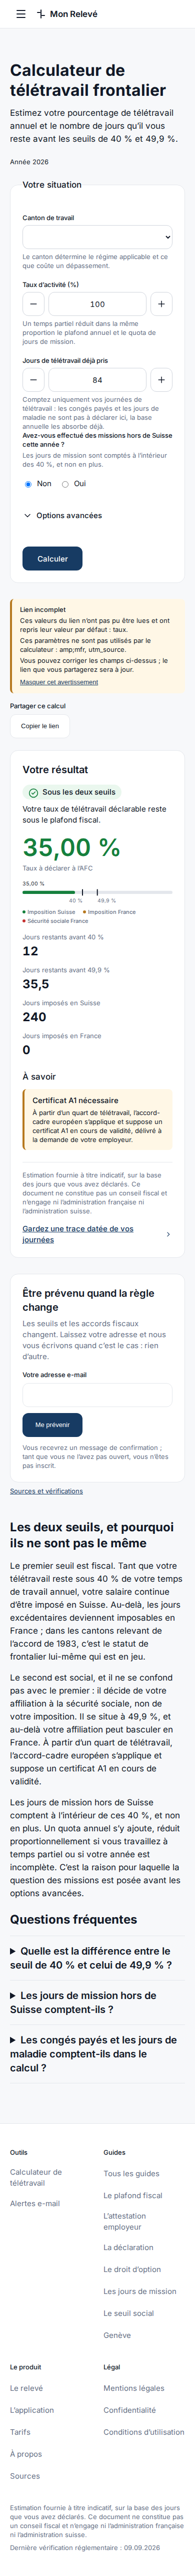 Mon Relevé
Calculateur de
télétravail frontalier
Estimez votre pourcentage de télétravail
annuel et le nombre de jours qu’il vous
reste avant les seuils de 40 % et 49,9 %.
Année 2026
Votre situation
Canton de travail
Le canton détermine le régime applicable et ce
que coûte un dépassement.
Taux d’activité (%)
100
Un temps partiel réduit dans la même
proportion le plafond annuel et le quota de
jours de mission.
Jours de télétravail déjà pris
84
Comptez uniquement vos journées de
télétravail : les congés payés et les jours de
maladie ne sont pas à déclarer ici, la base
annuelle les absorbe déjà.
Avez-vous effectué des missions hors de Suisse
cette année ?
Les jours de mission sont comptés à l’intérieur
des 40 %, et non en plus.
Non
Oui
Options avancées
Calculer
Lien incomplet
Ces valeurs du lien n’ont pas pu être lues et ont
repris leur valeur par défaut : taux.
Ces paramètres ne sont pas utilisés par le
calculateur : amp;mfr, utm_source.
Vous pouvez corriger les champs ci-dessus ; le
lien que vous partagerez sera à jour.
Masquer cet avertissement
Partager ce calcul
Copier le lien
Votre résultat
Sous les deux seuils
Votre taux de télétravail déclarable reste
sous le plafond fiscal.
35,00 %
Taux à déclarer à l’AFC
35,00 %
40 %
49,9 %
Impôsition Suisse
Imposition France
Sécurité sociale France
Jours restants avant 40 %
12
Jours restants avant 49,9 %
35,5
Jours imposés en Suisse
240
Jours imposés en France
0
À savoir
Certificat A1 nécessaire
À partir d’un quart de télétravail, l’accord-
cadre européen s’applique et suppose un
certificat A1 en cours de validité, délivré à
la demande de votre employeur.
Estimation fournie à titre indicatif, sur la base
des jours que vous avez déclarés. Ce
document ne constitue pas un conseil fiscal et
n’engage ni l’administration française ni
l’administration suisse.
Gardez une trace datée de vos
journées
Être prévenu quand la règle
change
Les seuils et les accords fiscaux
changent. Laissez votre adresse et nous
vous écrivons quand c’est le cas : rien
d’autre.
Votre adresse e-mail
Me prévenir
Vous recevrez un message de confirmation ;
tant que vous ne l’avez pas ouvert, vous n’êtes
pas inscrit.
Sources et vérifications
Les deux seuils, et pourquoi
ils ne sont pas le même
Le premier seuil est fiscal. Tant que votre
télétravail reste sous 40 % de votre temps
de travail annuel, votre salaire continue
d’être imposé en Suisse. Au-delà, les jours
excédentaires deviennent imposables en
France ; dans les cantons relevant de
l’accord de 1983, c’est le statut de
frontalier lui-même qui est en jeu.
Le second est social, et il ne se confond
pas avec le premier : il décide de votre
affiliation à la sécurité sociale, non de
votre imposition. Il se situe à 49,9 %, et
au-delà votre affiliation peut basculer en
France. À partir d’un quart de télétravail,
l’accord-cadre européen s’applique et
suppose un certificat A1 en cours de
validité.
Les jours de mission hors de Suisse
comptent à l’intérieur de ces 40 %, et non
en plus. Un quota annuel s’y ajoute, réduit
proportionnellement si vous travaillez à
temps partiel ou si votre année est
incomplète. C’est la raison pour laquelle la
question des missions est posée avant les
options avancées.
Questions fréquentes
Quelle est la différence entre le
seuil de 40 % et celui de 49,9 % ?
Les jours de mission hors de
Suisse comptent-ils ?
Les congés payés et les jours de
maladie comptent-ils dans le
calcul ?
Outils
Calculateur de
télétravail
Alertes e-mail
Guides
Tous les guides
Le plafond fiscal
L’attestation
employeur
La déclaration
Le droit d’option
Les jours de mission
Le seuil social
Genève
Le produit
Le relevé
L’application
Tarifs
À propos
Sources
Légal
Mentions légales
Confidentialité
Conditions d’utilisation
Estimation fournie à titre indicatif, sur la base des jours
que vous avez déclarés. Ce document ne constitue pas
un conseil fiscal et n’engage ni l’administration française
ni l’administration suisse.
Dernière vérification réglementaire : 09.09.2026